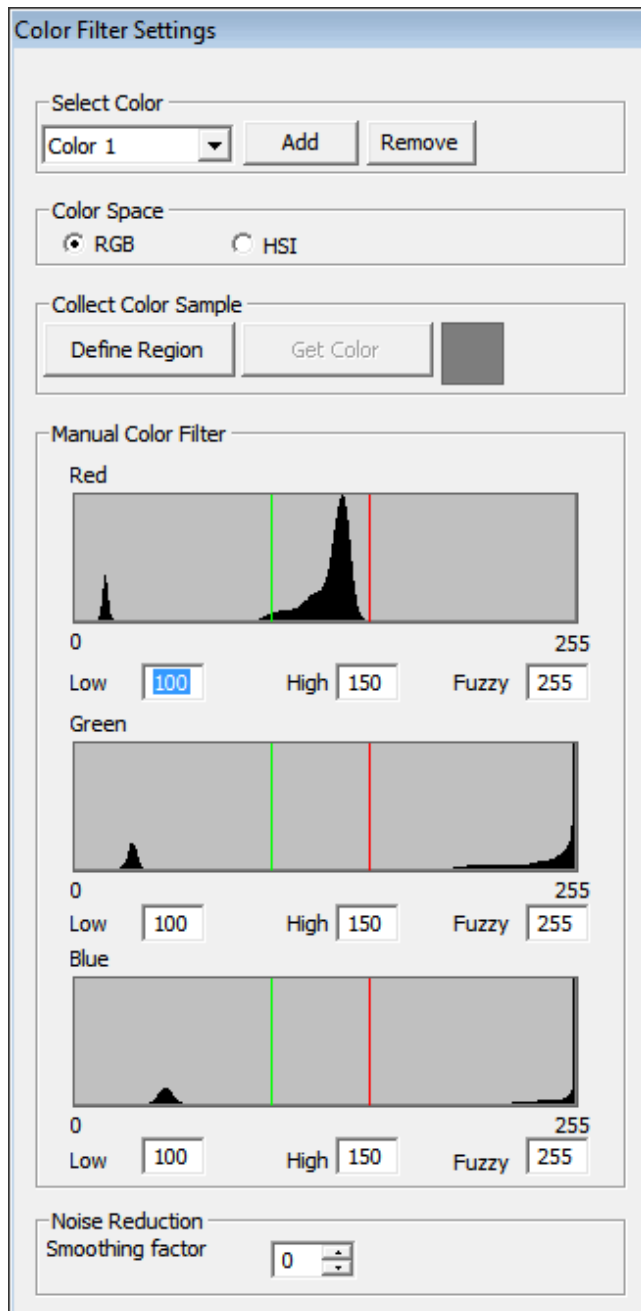 Color Filter Settings
Select Color
Color 1 Add Remove
Color Space
RGB HSI
Collect Color Sample
Define Region Get Color
Manual Color Filter
Red
0 255
Low 100 High 150 Fuzzy 255
Green
0 255
Low 100 High 150 Fuzzy 255
Blue
0 255
Low 100 High 150 Fuzzy 255
Noise Reduction
Smoothing factor 0